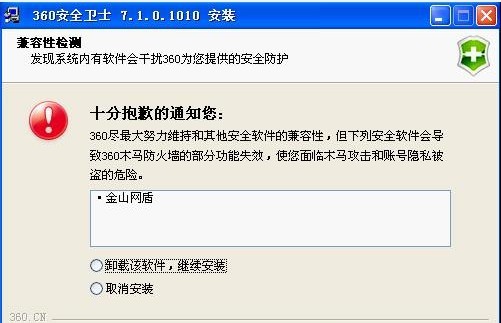 360安全卫士 7.1.0.1010 安装
兼容性检测
发现系统内有软件会干扰360为您提供的安全防护
十分抱歉的通知您：
360尽最大努力维持和其他安全软件的兼容性，但下列安全软件会导
致360木马防火墙的部分功能失效，使您面临木马攻击和账号隐私被
盗的危险。
• 金山网盾
卸载该软件，继续安装
取消安装
360.CN